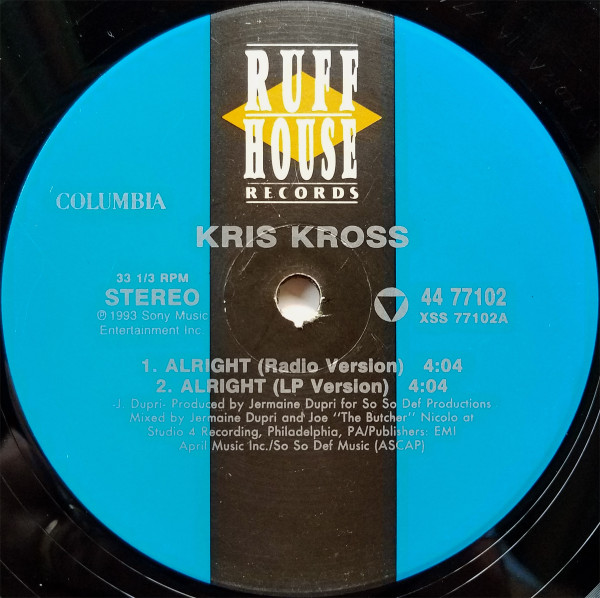 RUFF
HOUSE
RECORDS
COLUMBIA
KRIS KROSS
33 1/3 RPM
STEREO
℗ 1993 Sony Music
Entertainment Inc.
44 77102
XSS 77102A
1. ALRIGHT (Radio Version) 4:04
2. ALRIGHT (LP Version) 4:04
-J. Dupri- Produced by Jermaine Dupri for So So Def Productions
Mixed by Jermaine Dupri and Joe "The Butcher" Nicolo at
Studio 4 Recording, Philadelphia, PA/Publishers: EMI
April Music Inc./So So Def Music (ASCAP)